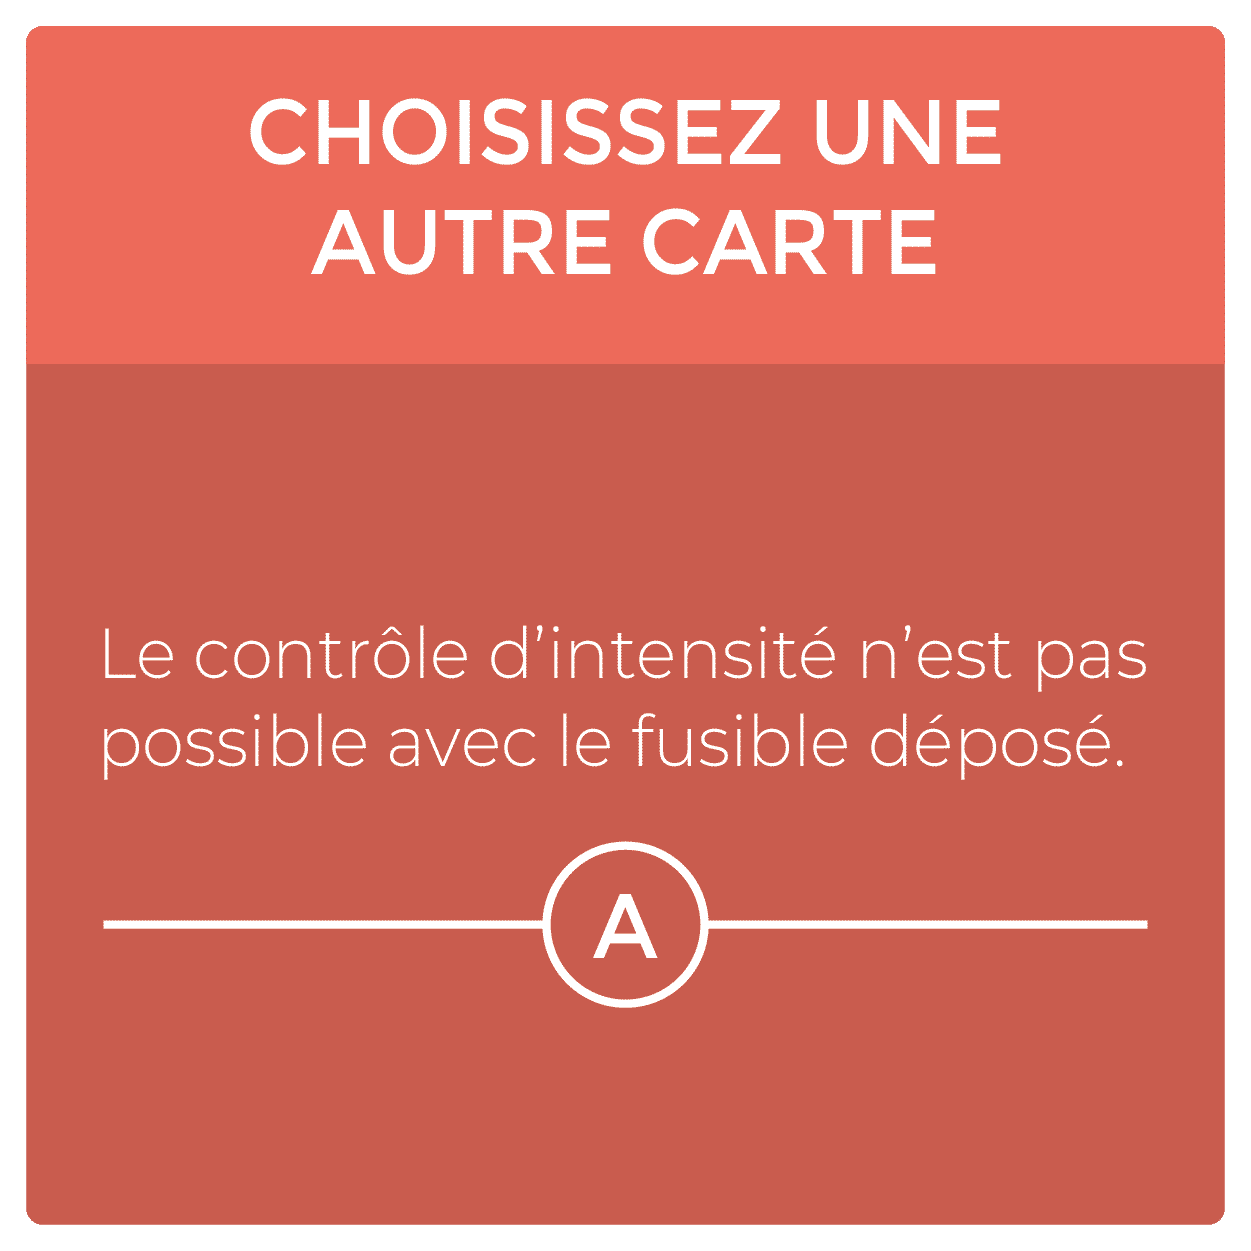 CHOISISSEZ UNE
AUTRE CARTE
Le contrôle d’intensité n’est pas
possible avec le fusible déposé.
A